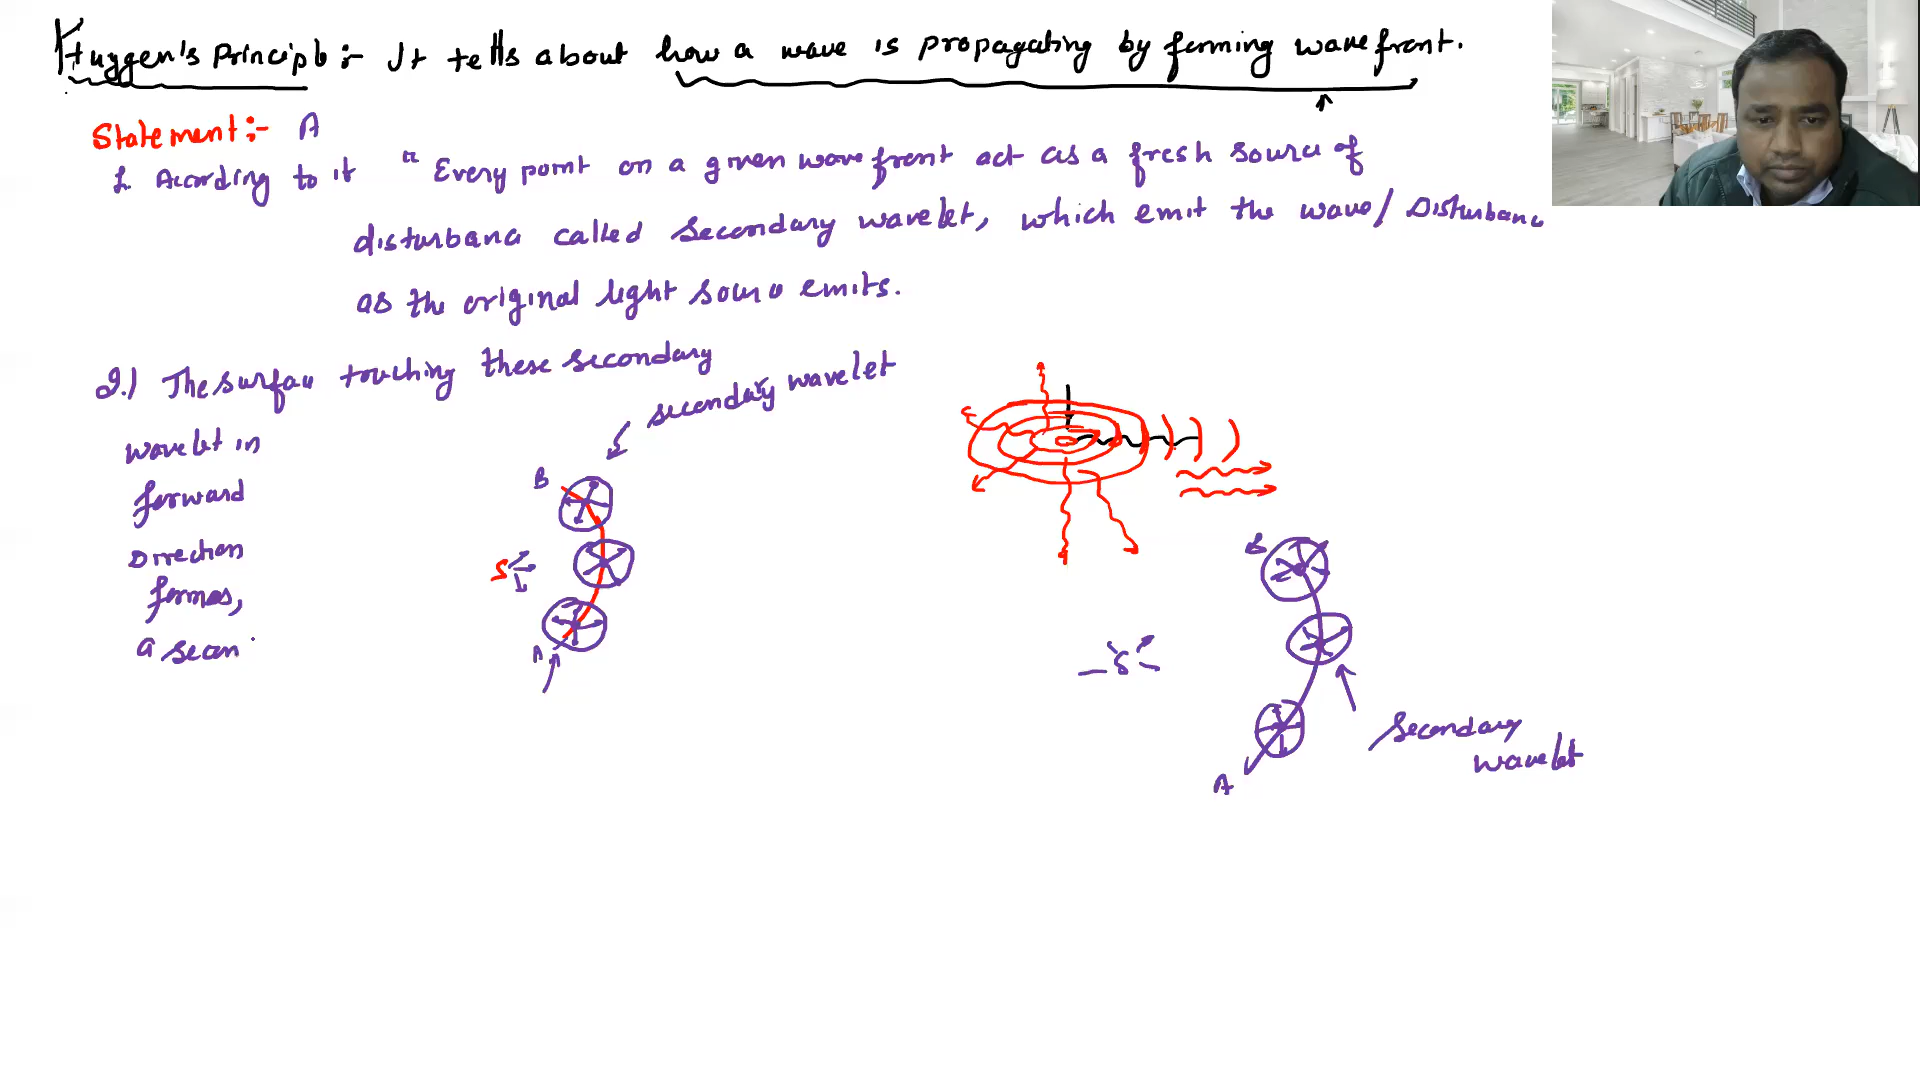 Huygen's Principle :- It tells about how a wave is propagating by forming wavefront.
Statement :- A
1. According to it "Every point on a given wavefront act as a fresh source of
disturbance called secondary wavelet, which emit the wave/Disturbance
as the original light source emits.
2.) The surface touching these secondary
wavelet in
forward
Direction
formes,
a secon
secondary wavelet
B
S
A
B
S
A
Secondary
wavelet